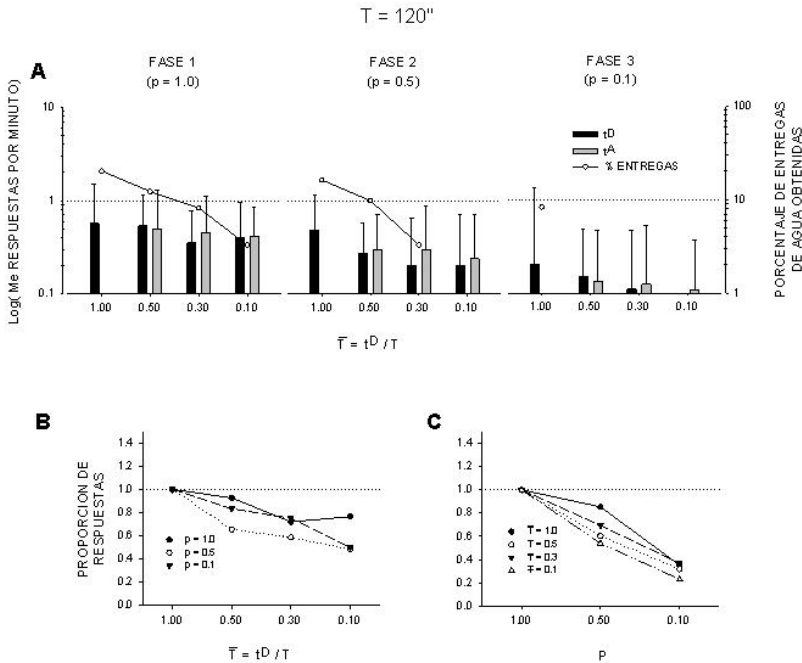 T = 120"
A
FASE 1
(p = 1.0)
FASE 2
(p = 0.5)
FASE 3
(p = 0.1)
Log( Me RESPUESTAS POR MINUTO)
10
1
0.1
tD
tA
% ENTREGAS
100
10
1
PORCENTAJE DE ENTREGAS
DE AGUA OBTENIDAS
1.00 0.50 0.30 0.10
1.00 0.50 0.30 0.10
1.00 0.50 0.30 0.10
T̅ = tD / T
B
PROPORCION DE
RESPUESTAS
1.4
1.2
1.0
0.8
0.6
0.4
0.2
0.0
p = 1.0
p = 0.5
p = 0.1
1.00 0.50 0.30 0.10
T̅ = tD / T
C
1.4
1.2
1.0
0.8
0.6
0.4
0.2
0.0
T̅ = 1.0
T̅ = 0.5
T̅ = 0.3
T̅ = 0.1
1.00 0.50 0.10
P